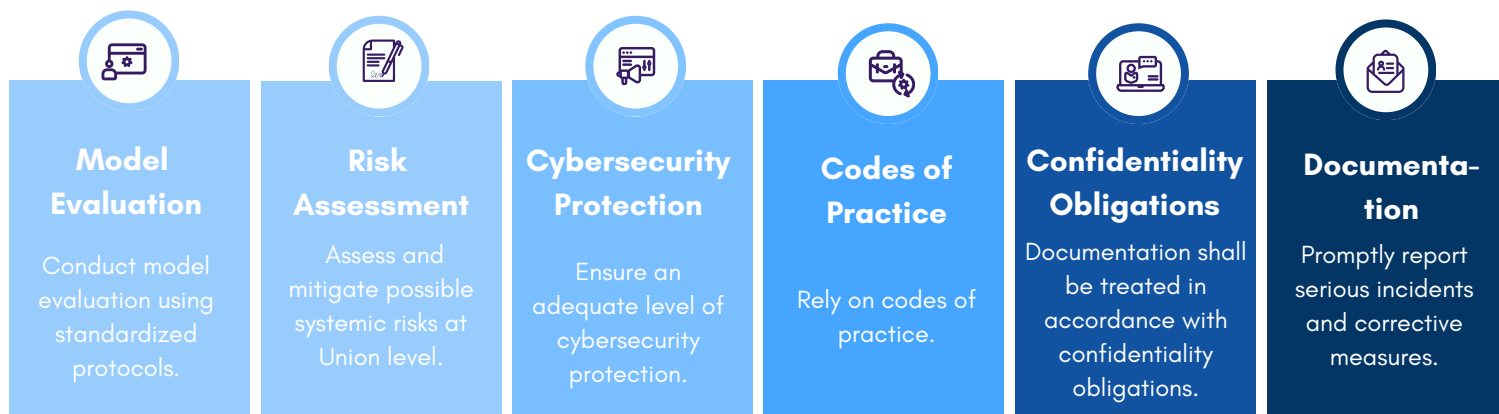 Model
Evaluation
Conduct model
evaluation using
standardized
protocols.
Risk
Assessment
Assess and
mitigate possible
systemic risks at
Union level.
Cybersecurity
Protection
Ensure an
adequate level of
cybersecurity
protection.
Codes of
Practice
Rely on codes of
practice.
Confidentiality
Obligations
Documentation shall
be treated in
accordance with
confidentiality
obligations.
Documenta-
tion
Promptly report
serious incidents
and corrective
measures.